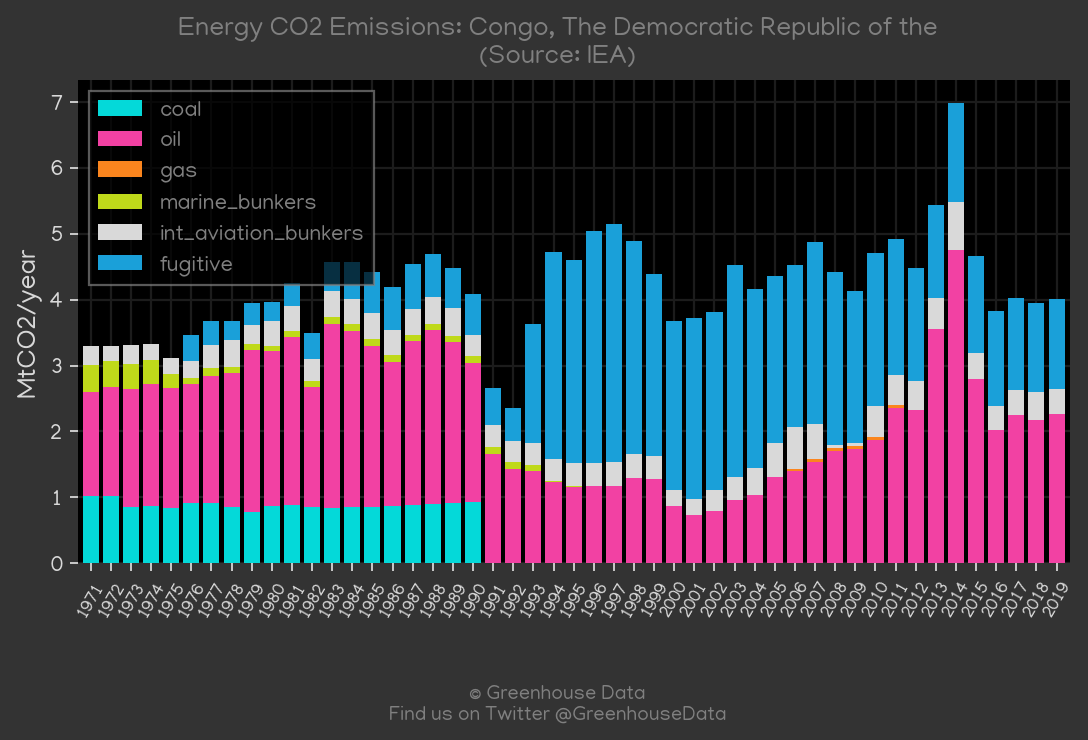 Energy CO2 Emissions: Congo, The Democratic Republic of the
(Source: IEA)
coal
oil
gas
marine_bunkers
int_aviation_bunkers
fugitive
MtCO2/year
7
6
5
4
3
2
1
0
1971 1972 1973 1974 1975 1976 1977 1978 1979 1980 1981 1982 1983 1984 1985 1986 1987 1988 1989 1990 1991 1992 1993 1994 1995 1996 1997 1998 1999 2000 2001 2002 2003 2004 2005 2006 2007 2008 2009 2010 2011 2012 2013 2014 2015 2016 2017 2018 2019
© Greenhouse Data
Find us on Twitter @GreenhouseData